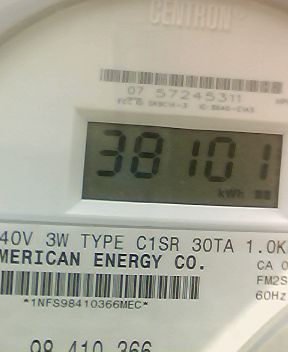 CENTRON
07 57245311
38101
kWh
40V 3W TYPE C1SR 30TA 1.0K
MERICAN ENERGY CO.
CA 0
FM2S
60Hz
*1NFS98410366MEC*
98 410 366